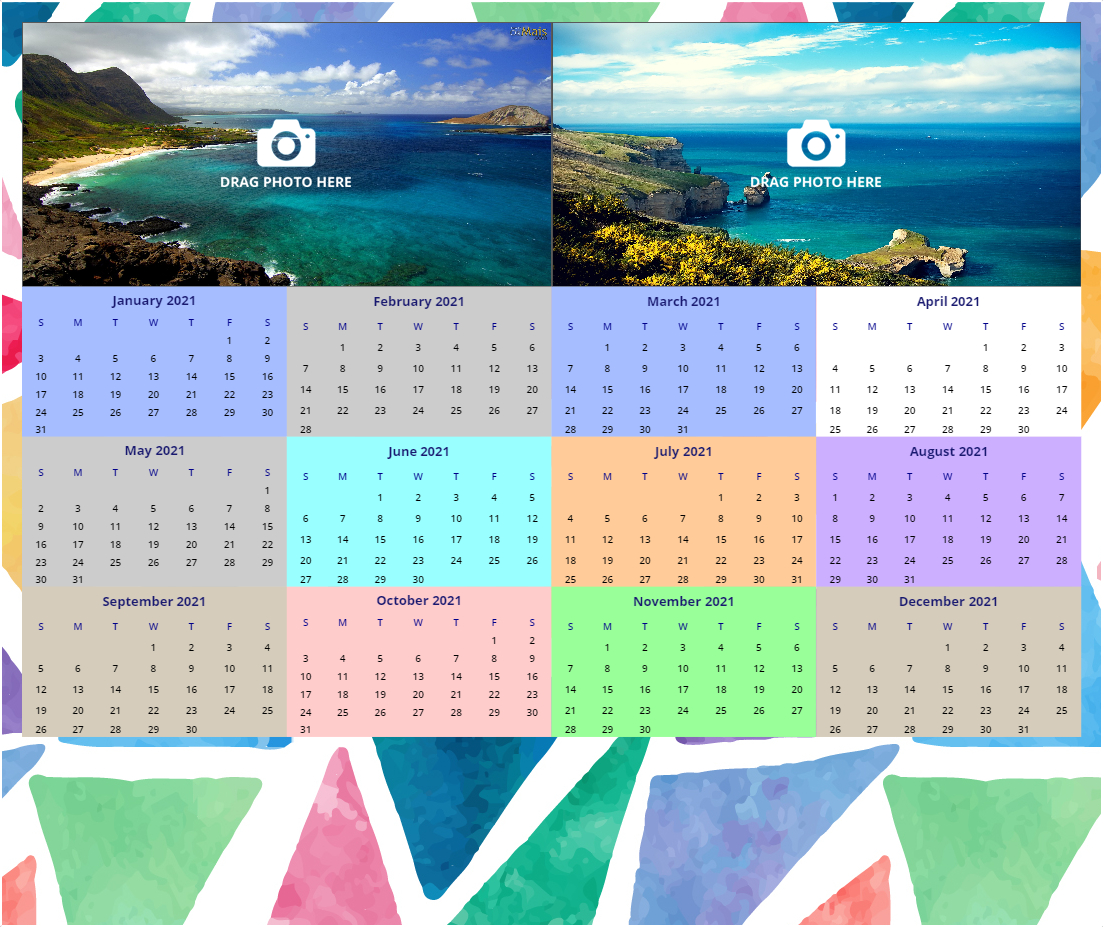 DRAG PHOTO HERE
DRAG PHOTO HERE
January 2021
S M T W T F S
1 2
3 4 5 6 7 8 9
10 11 12 13 14 15 16
17 18 19 20 21 22 23
24 25 26 27 28 29 30
31
February 2021
S M T W T F S
1 2 3 4 5 6
7 8 9 10 11 12 13
14 15 16 17 18 19 20
21 22 23 24 25 26 27
28
March 2021
S M T W T F S
1 2 3 4 5 6
7 8 9 10 11 12 13
14 15 16 17 18 19 20
21 22 23 24 25 26 27
28 29 30 31
April 2021
S M T W T F S
1 2 3
4 5 6 7 8 9 10
11 12 13 14 15 16 17
18 19 20 21 22 23 24
25 26 27 28 29 30
May 2021
S M T W T F S
1
2 3 4 5 6 7 8
9 10 11 12 13 14 15
16 17 18 19 20 21 22
23 24 25 26 27 28 29
30 31
June 2021
S M T W T F S
1 2 3 4 5
6 7 8 9 10 11 12
13 14 15 16 17 18 19
20 21 22 23 24 25 26
27 28 29 30
July 2021
S M T W T F S
1 2 3
4 5 6 7 8 9 10
11 12 13 14 15 16 17
18 19 20 21 22 23 24
25 26 27 28 29 30 31
August 2021
S M T W T F S
1 2 3 4 5 6 7
8 9 10 11 12 13 14
15 16 17 18 19 20 21
22 23 24 25 26 27 28
29 30 31
September 2021
S M T W T F S
1 2 3 4
5 6 7 8 9 10 11
12 13 14 15 16 17 18
19 20 21 22 23 24 25
26 27 28 29 30
October 2021
S M T W T F S
1 2
3 4 5 6 7 8 9
10 11 12 13 14 15 16
17 18 19 20 21 22 23
24 25 26 27 28 29 30
31
November 2021
S M T W T F S
1 2 3 4 5 6
7 8 9 10 11 12 13
14 15 16 17 18 19 20
21 22 23 24 25 26 27
28 29 30
December 2021
S M T W T F S
1 2 3 4
5 6 7 8 9 10 11
12 13 14 15 16 17 18
19 20 21 22 23 24 25
26 27 28 29 30 31